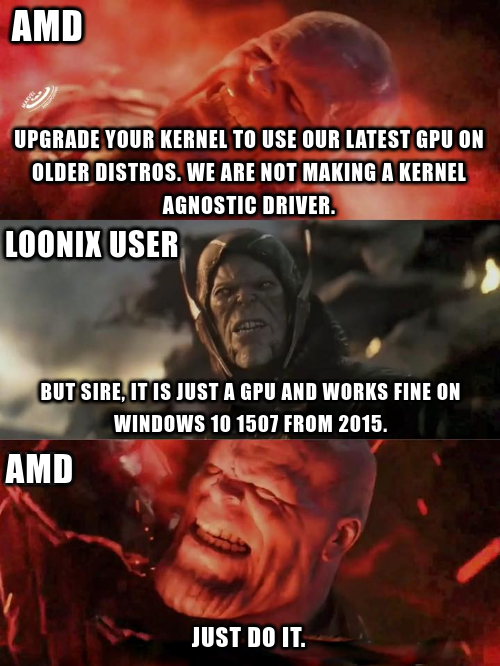 AMD
UPGRADE YOUR KERNEL TO USE OUR LATEST GPU ON
OLDER DISTROS. WE ARE NOT MAKING A KERNEL
AGNOSTIC DRIVER.
LOONIX USER
BUT SIRE, IT IS JUST A GPU AND WORKS FINE ON
WINDOWS 10 1507 FROM 2015.
AMD
JUST DO IT.